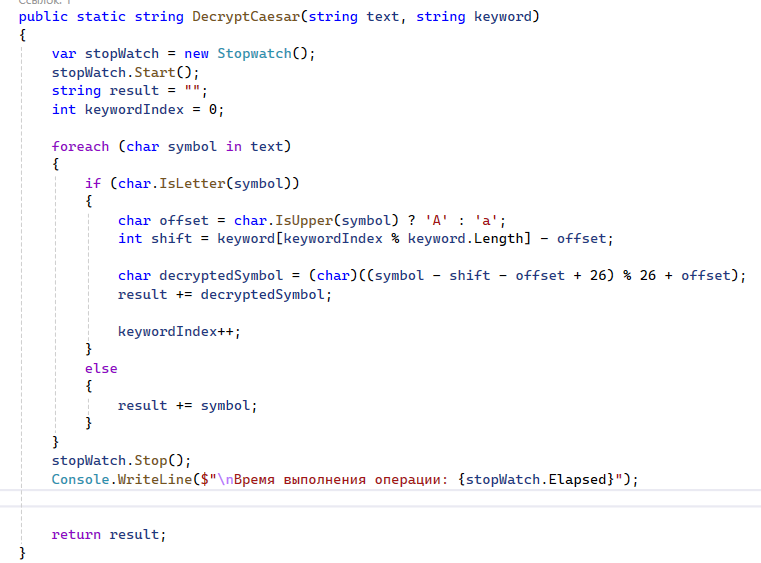 Ссылок: 1
public static string DecryptCaesar(string text, string keyword)
{
    var stopWatch = new Stopwatch();
    stopWatch.Start();
    string result = "";
    int keywordIndex = 0;

    foreach (char symbol in text)
    {
        if (char.IsLetter(symbol))
        {
            char offset = char.IsUpper(symbol) ? 'A' : 'a';
            int shift = keyword[keywordIndex % keyword.Length] - offset;

            char decryptedSymbol = (char)((symbol - shift - offset + 26) % 26 + offset);
            result += decryptedSymbol;

            keywordIndex++;
        }
        else
        {
            result += symbol;
        }
    }
    stopWatch.Stop();
    Console.WriteLine($"\nВремя выполнения операции: {stopWatch.Elapsed}");

    return result;
}